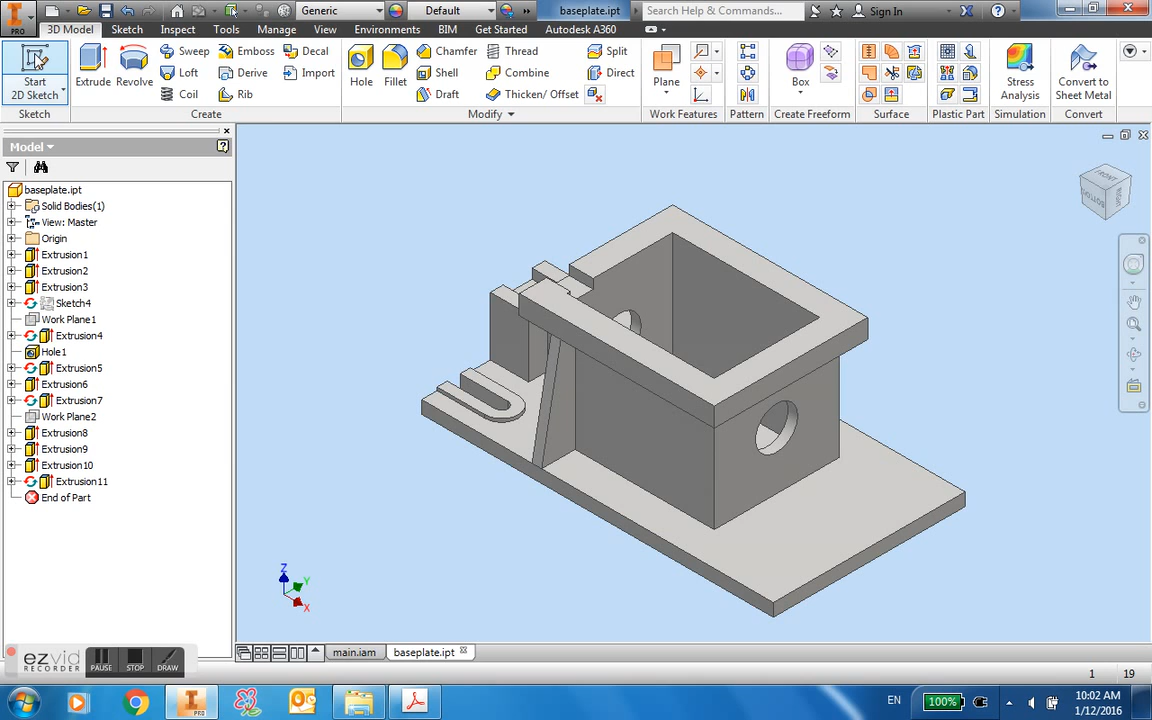 PRO
Generic
Default
baseplate.ipt
Search Help & Commands...
Sign In
3D Model
Sketch
Inspect
Tools
Manage
View
Environments
BIM
Get Started
Autodesk A360
Start
2D Sketch
Extrude
Revolve
Sweep
Loft
Coil
Emboss
Derive
Rib
Decal
Import
Hole
Fillet
Chamfer
Shell
Draft
Thread
Combine
Thicken/ Offset
Split
Direct
Plane
Box
Stress
Analysis
Convert to
Sheet Metal
Sketch
Create
Modify
Work Features
Pattern
Create Freeform
Surface
Plastic Part
Simulation
Convert
Model
baseplate.ipt
Solid Bodies(1)
View: Master
Origin
Extrusion1
Extrusion2
Extrusion3
Sketch4
Work Plane1
Extrusion4
Hole1
Extrusion5
Extrusion6
Extrusion7
Work Plane2
Extrusion8
Extrusion9
Extrusion10
Extrusion11
End of Part
FRONT
RIGHT
BOTTOM
Z
Y
X
main.iam
baseplate.ipt
ezvid
RECORDER
PAUSE
STOP
DRAW
1
19
PRO
EN
100%
10:02 AM
1/12/2016